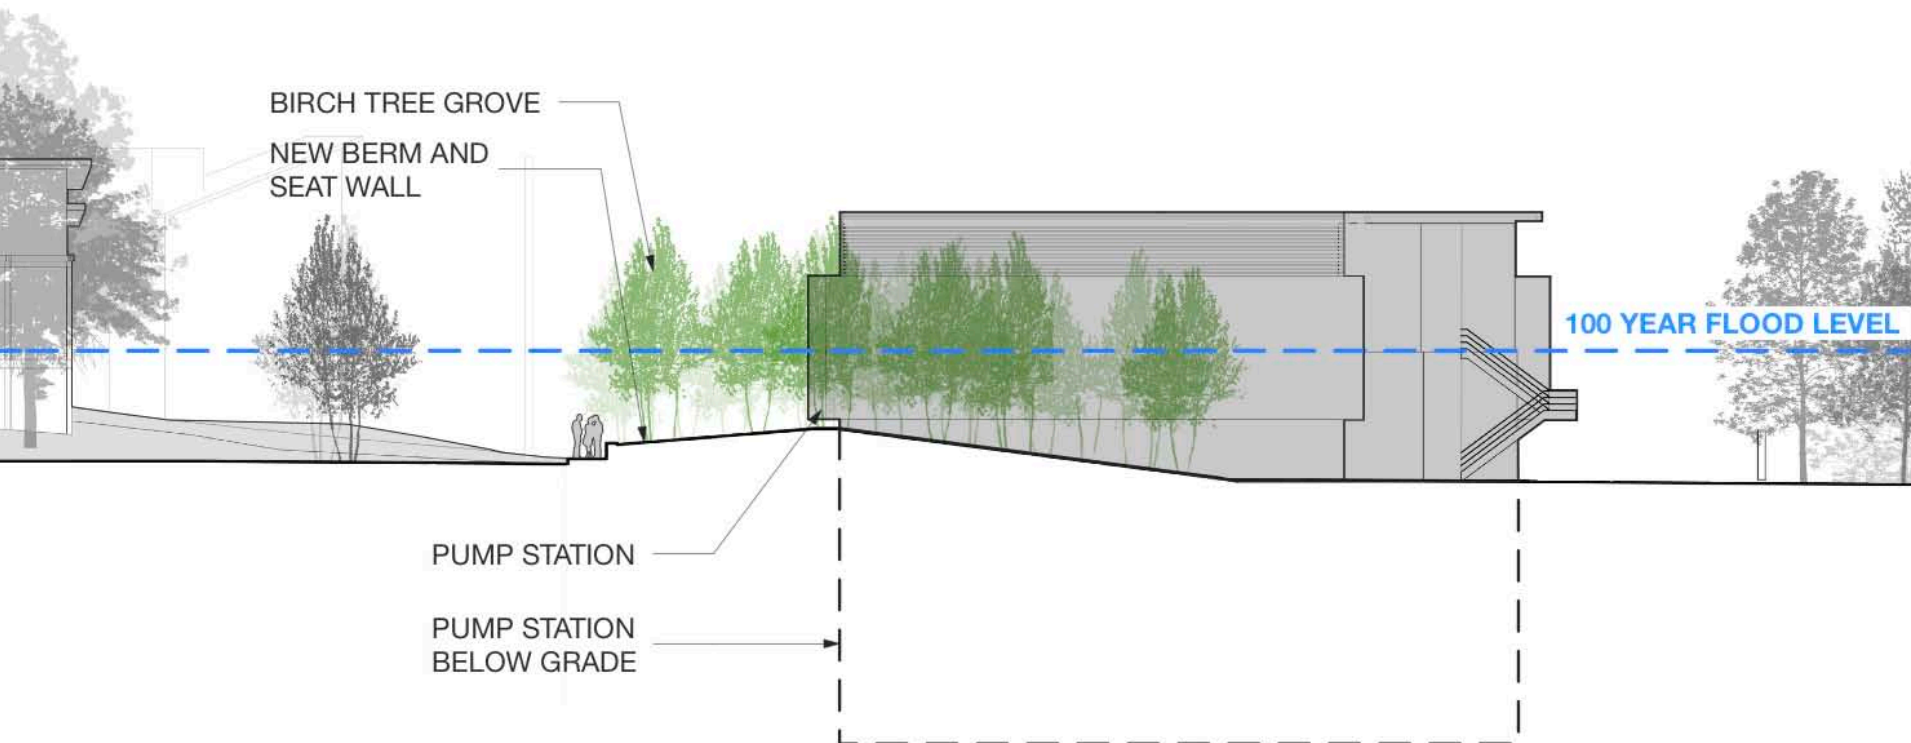 BIRCH TREE GROVE
NEW BERM AND
SEAT WALL
100 YEAR FLOOD LEVEL
PUMP STATION
PUMP STATION
BELOW GRADE